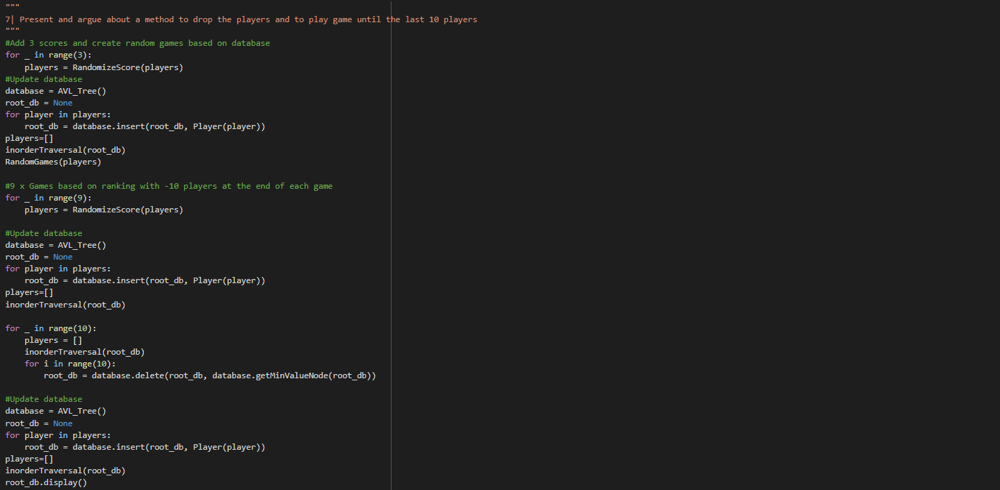 """
7| Present and argue about a method to drop the players and to play game until the last 10 players
"""
#Add 3 scores and create random games based on database
for _ in range(3):
    players = RandomizeScore(players)
#Update database
database = AVL_Tree()
root_db = None
for player in players:
    root_db = database.insert(root_db, Player(player))
players=[]
inorderTraversal(root_db)
RandomGames(players)

#9 x Games based on ranking with -10 players at the end of each game
for _ in range(9):
    players = RandomizeScore(players)

#Update database
database = AVL_Tree()
root_db = None
for player in players:
    root_db = database.insert(root_db, Player(player))
players=[]
inorderTraversal(root_db)

for _ in range(10):
    players = []
    inorderTraversal(root_db)
    for i in range(10):
        root_db = database.delete(root_db, database.getMinValueNode(root_db))

#Update database
database = AVL_Tree()
root_db = None
for player in players:
    root_db = database.insert(root_db, Player(player))
players=[]
inorderTraversal(root_db)
root_db.display()